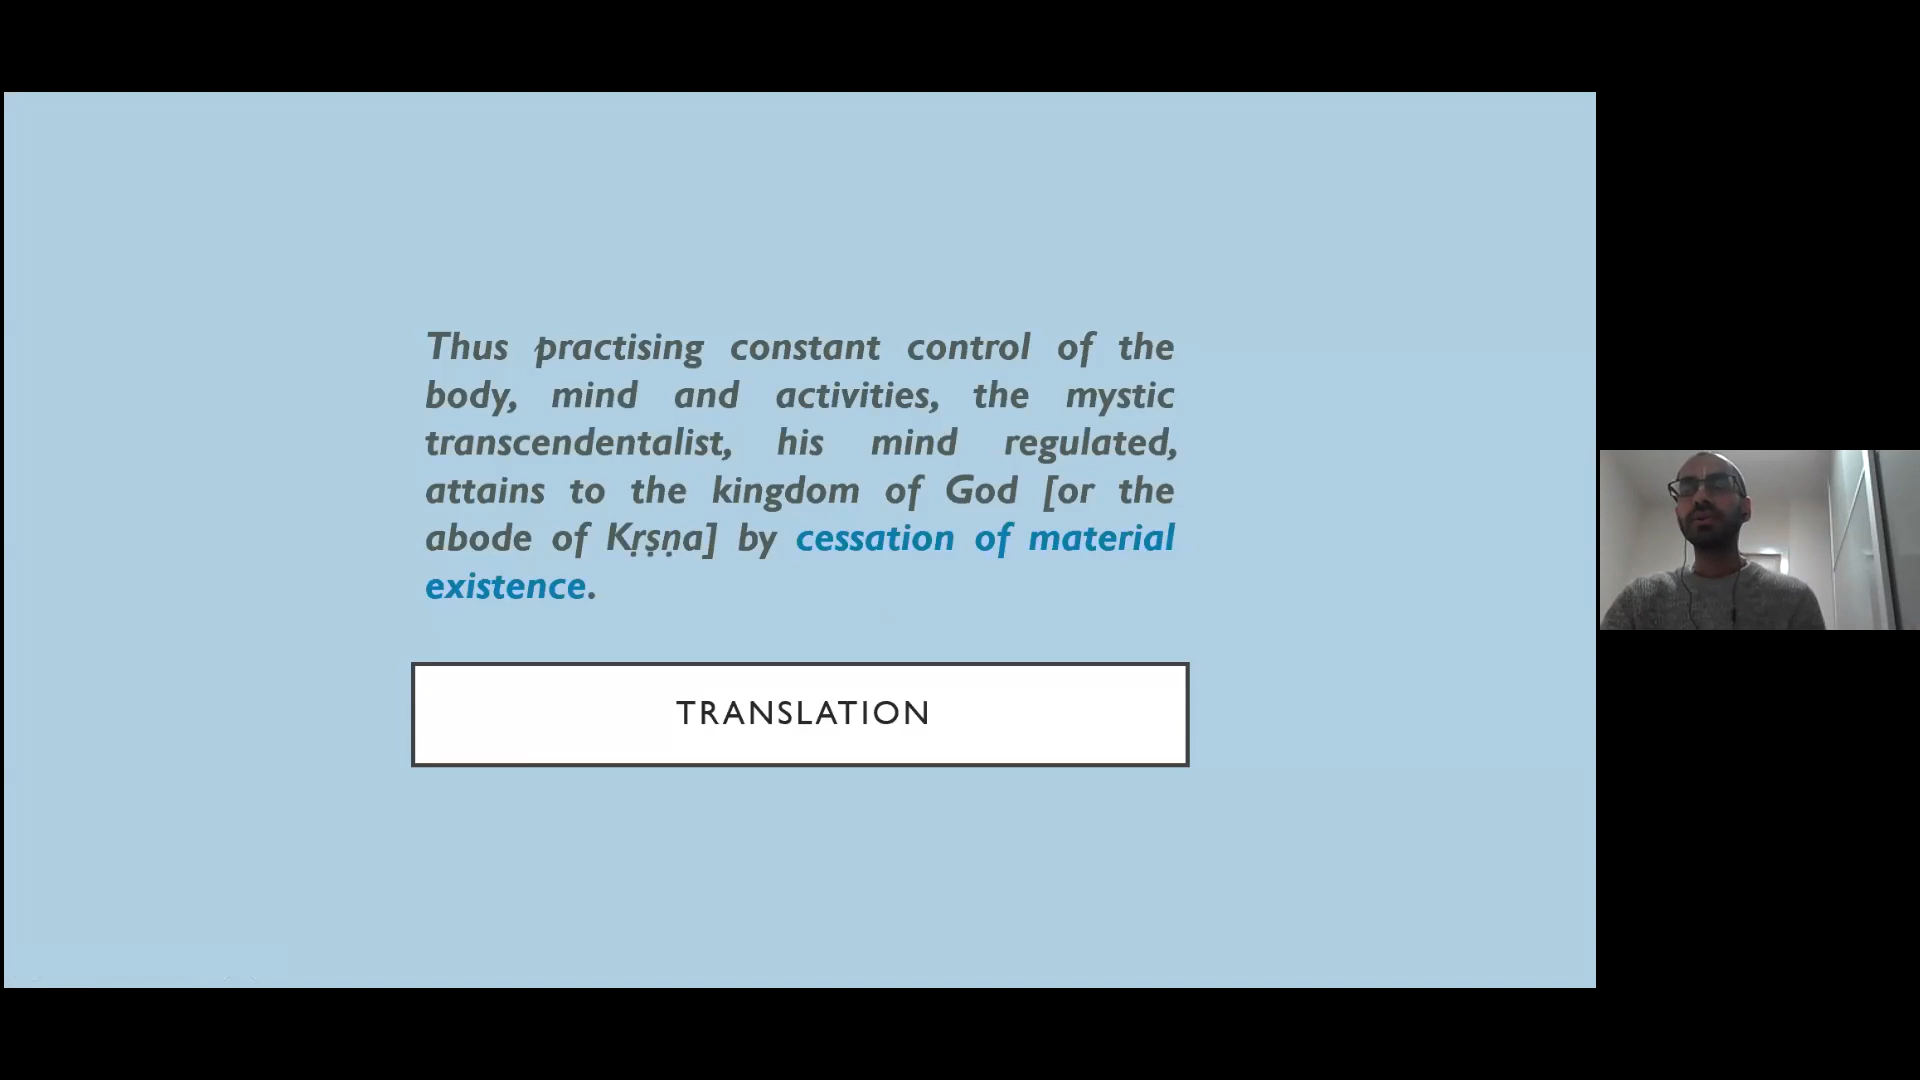 Thus practising constant control of the
body, mind and activities, the mystic
transcendentalist, his mind regulated,
attains to the kingdom of God [or the
abode of Kṛṣṇa] by cessation of material
existence.
TRANSLATION